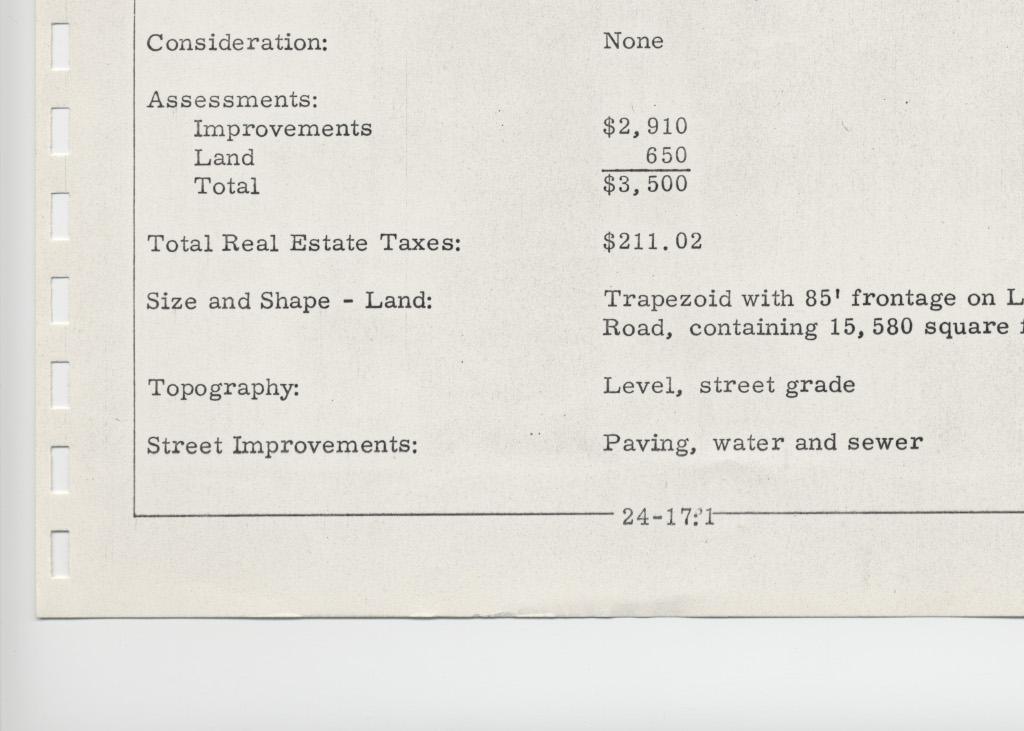 Consideration: None
Assessments:
Improvements $2,910
Land 650
Total $3,500
Total Real Estate Taxes: $211.02
Size and Shape - Land: Trapezoid with 85' frontage on L
Road, containing 15,580 square
Topography: Level, street grade
Street Improvements: Paving, water and sewer
24-17:1